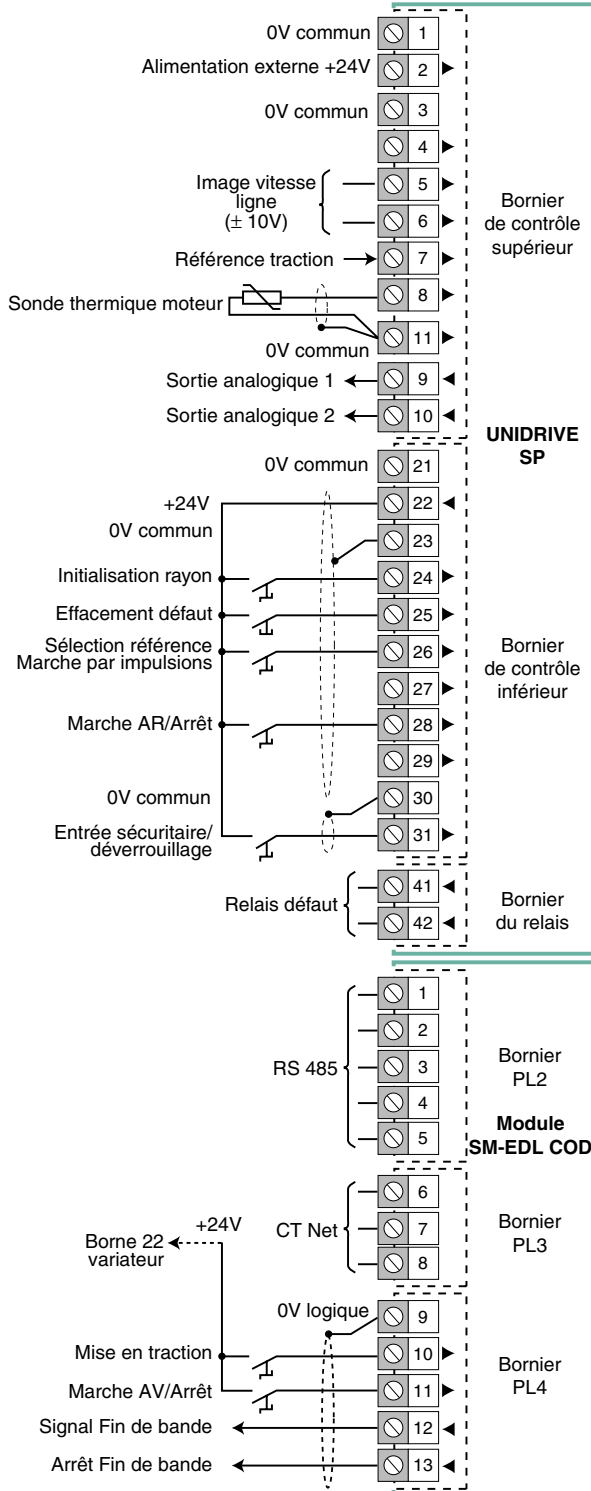 0V commun 1
Alimentation externe +24V 2
0V commun 3
4
Image vitesse
ligne
(± 10V)
5
6
Référence traction 7
Sonde thermique moteur 8
0V commun 11
Sortie analogique 1 9
Sortie analogique 2 10
Bornier
de contrôle
supérieur
UNIDRIVE
SP
0V commun 21
+24V 22
0V commun 23
Initialisation rayon 24
Effacement défaut 25
Sélection référence
Marche par impulsions
26
27
Marche AR/Arrêt 28
29
0V commun 30
Entrée sécuritaire/
déverrouillage
31
Bornier
de contrôle
inférieur
Relais défaut
41
42
Bornier
du relais
RS 485
1
2
3
4
5
Bornier
PL2
Module
SM-EDL COD
CT Net
6
7
8
Bornier
PL3
+24V
Borne 22
variateur
0V logique 9
Mise en traction 10
Marche AV/Arrêt 11
Signal Fin de bande 12
Arrêt Fin de bande 13
Bornier
PL4